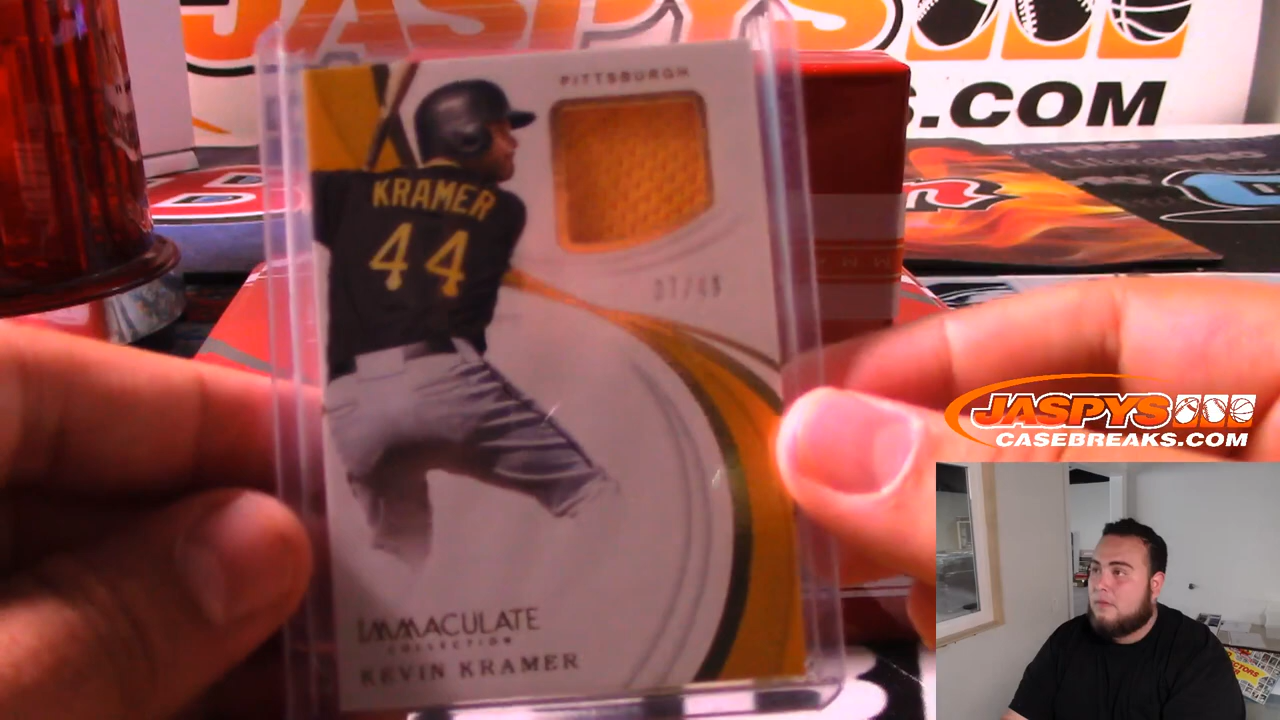 JASPYS
S.COM
PITTSBURGH
KRAMER
44
JASPYS
CASEBREAKS.COM
IMMACULATE
COLLECTION
KEVIN KRAMER